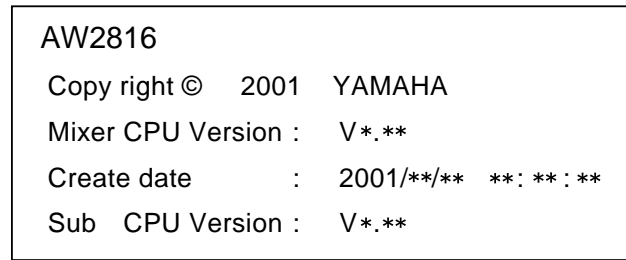 AW2816
Copy right © 2001 YAMAHA
Mixer CPU Version : V*.**
Create date : 2001/**/** **: ** : **
Sub CPU Version : V*.**